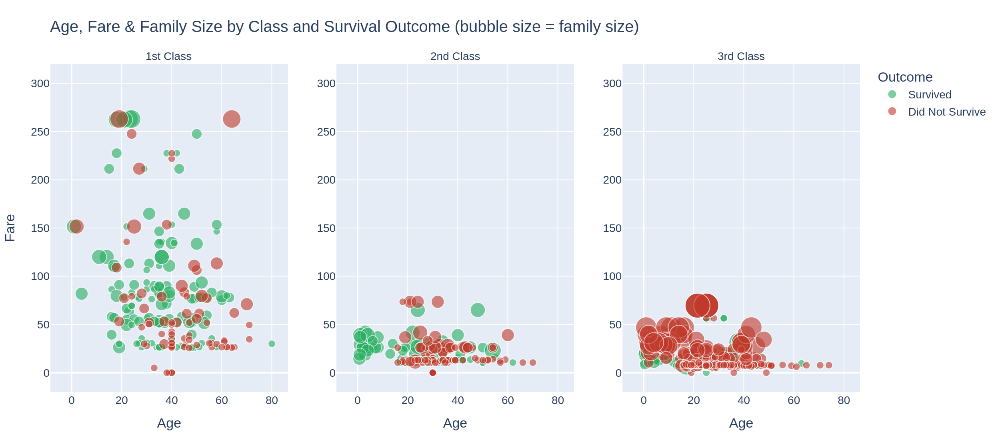 Age, Fare & Family Size by Class and Survival Outcome (bubble size = family size)
1st Class
2nd Class
3rd Class
Outcome
Survived
Did Not Survive
Fare
300
250
200
150
100
50
0
300
250
200
150
100
50
0
300
250
200
150
100
50
0
0 20 40 60 80
0 20 40 60 80
0 20 40 60 80
Age
Age
Age